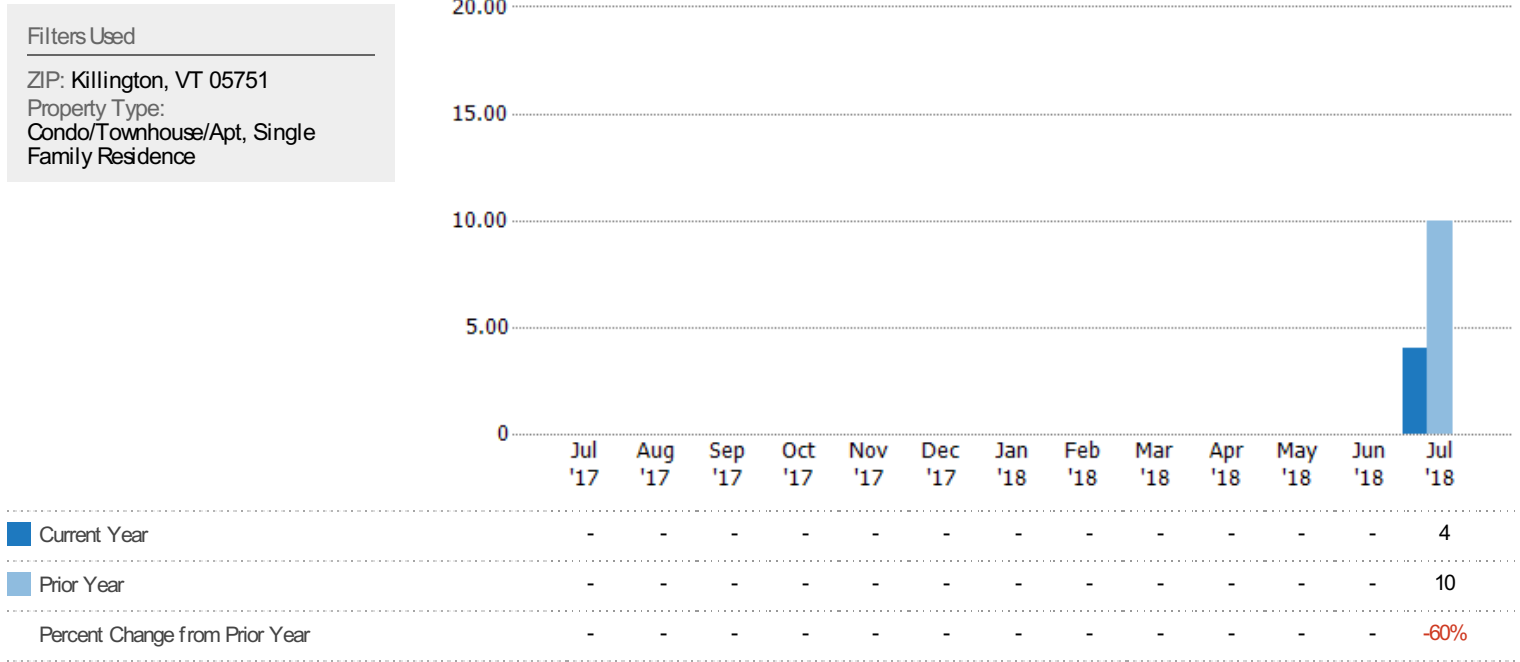 Filters Used
ZIP: Killington, VT 05751
Property Type:
Condo/Townhouse/Apt, Single
Family Residence
20.00
15.00
10.00
5.00
0
Jul Aug Sep Oct Nov Dec Jan Feb Mar Apr May Jun Jul
'17 '17 '17 '17 '17 '17 '18 '18 '18 '18 '18 '18 '18
Current Year - - - - - - - - - - - - 4
Prior Year - - - - - - - - - - - - 10
Percent Change from Prior Year - - - - - - - - - - - - -60%